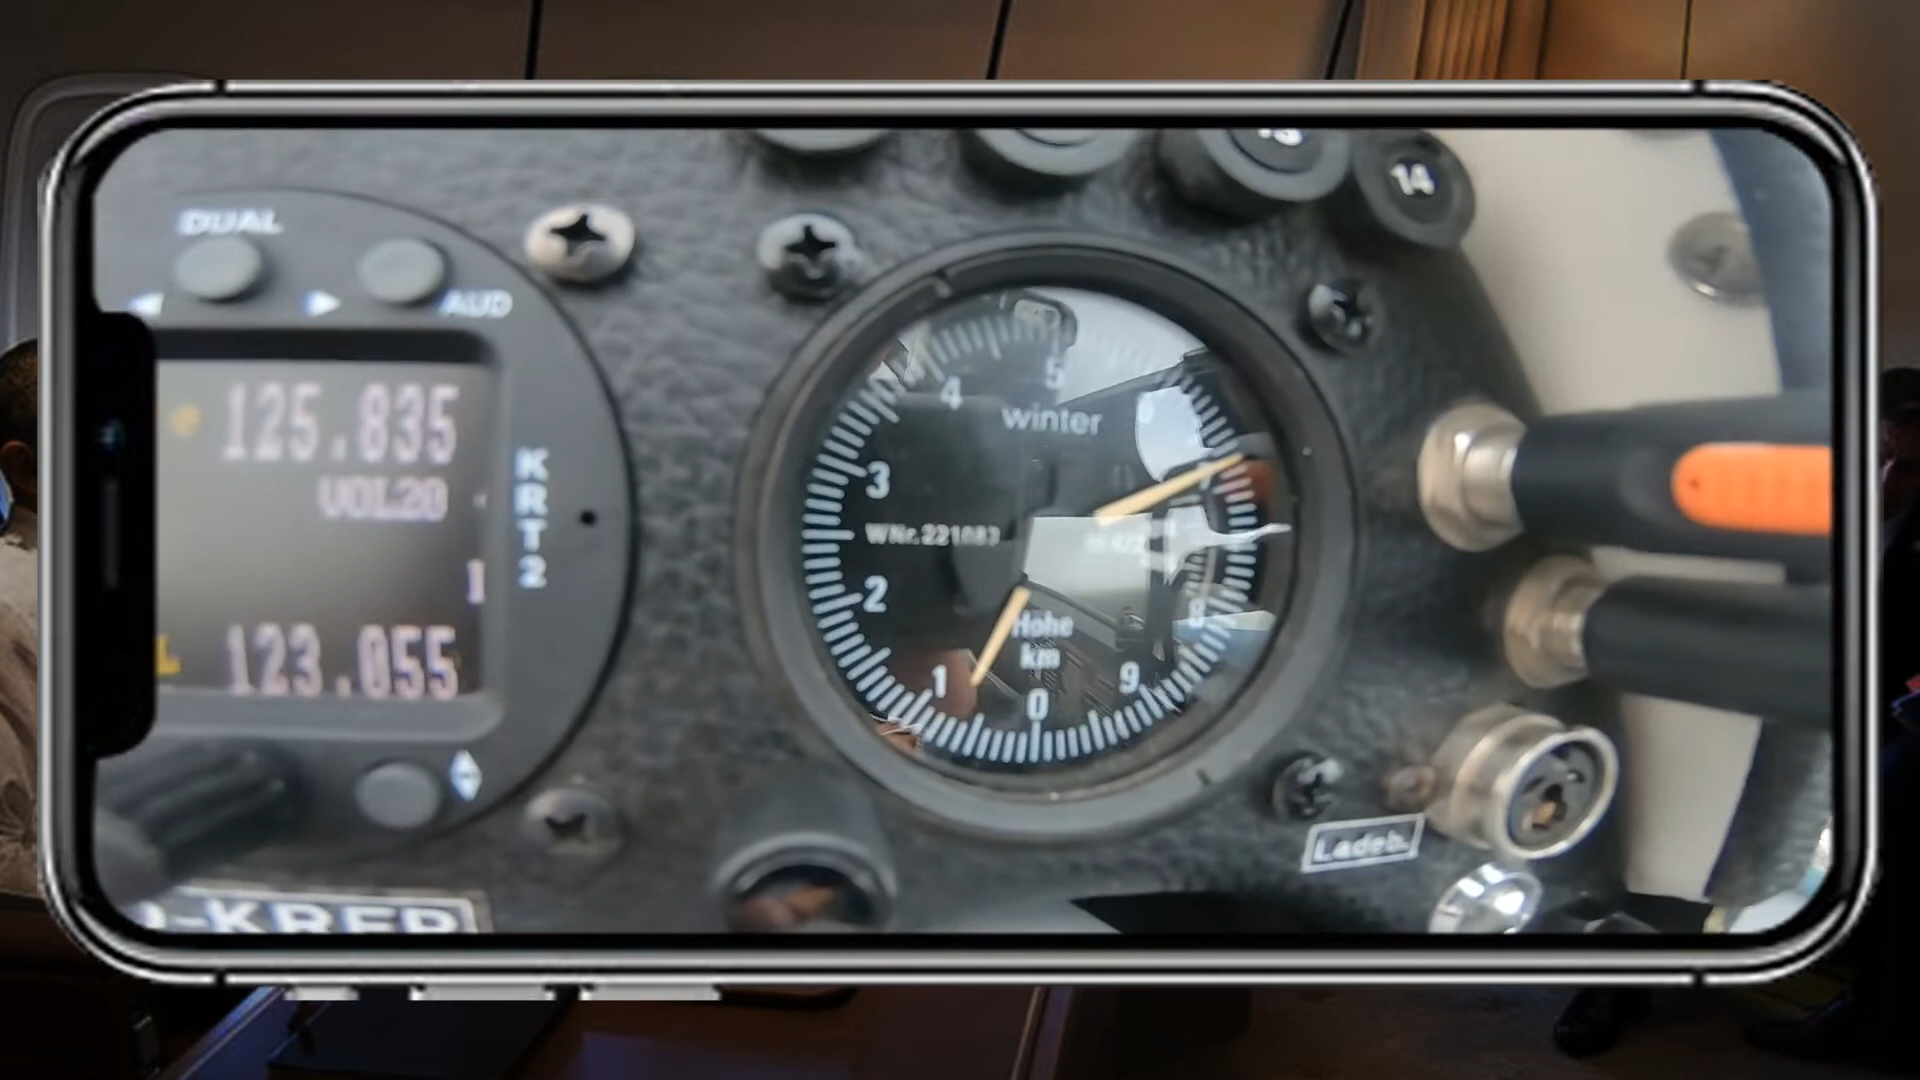 DUAL
AUD
125.835
VOL20
123.055
KRT2
14
5
4
winter
3
WNr.221083
2
Höhe
km
1
9
0
Ladeb.